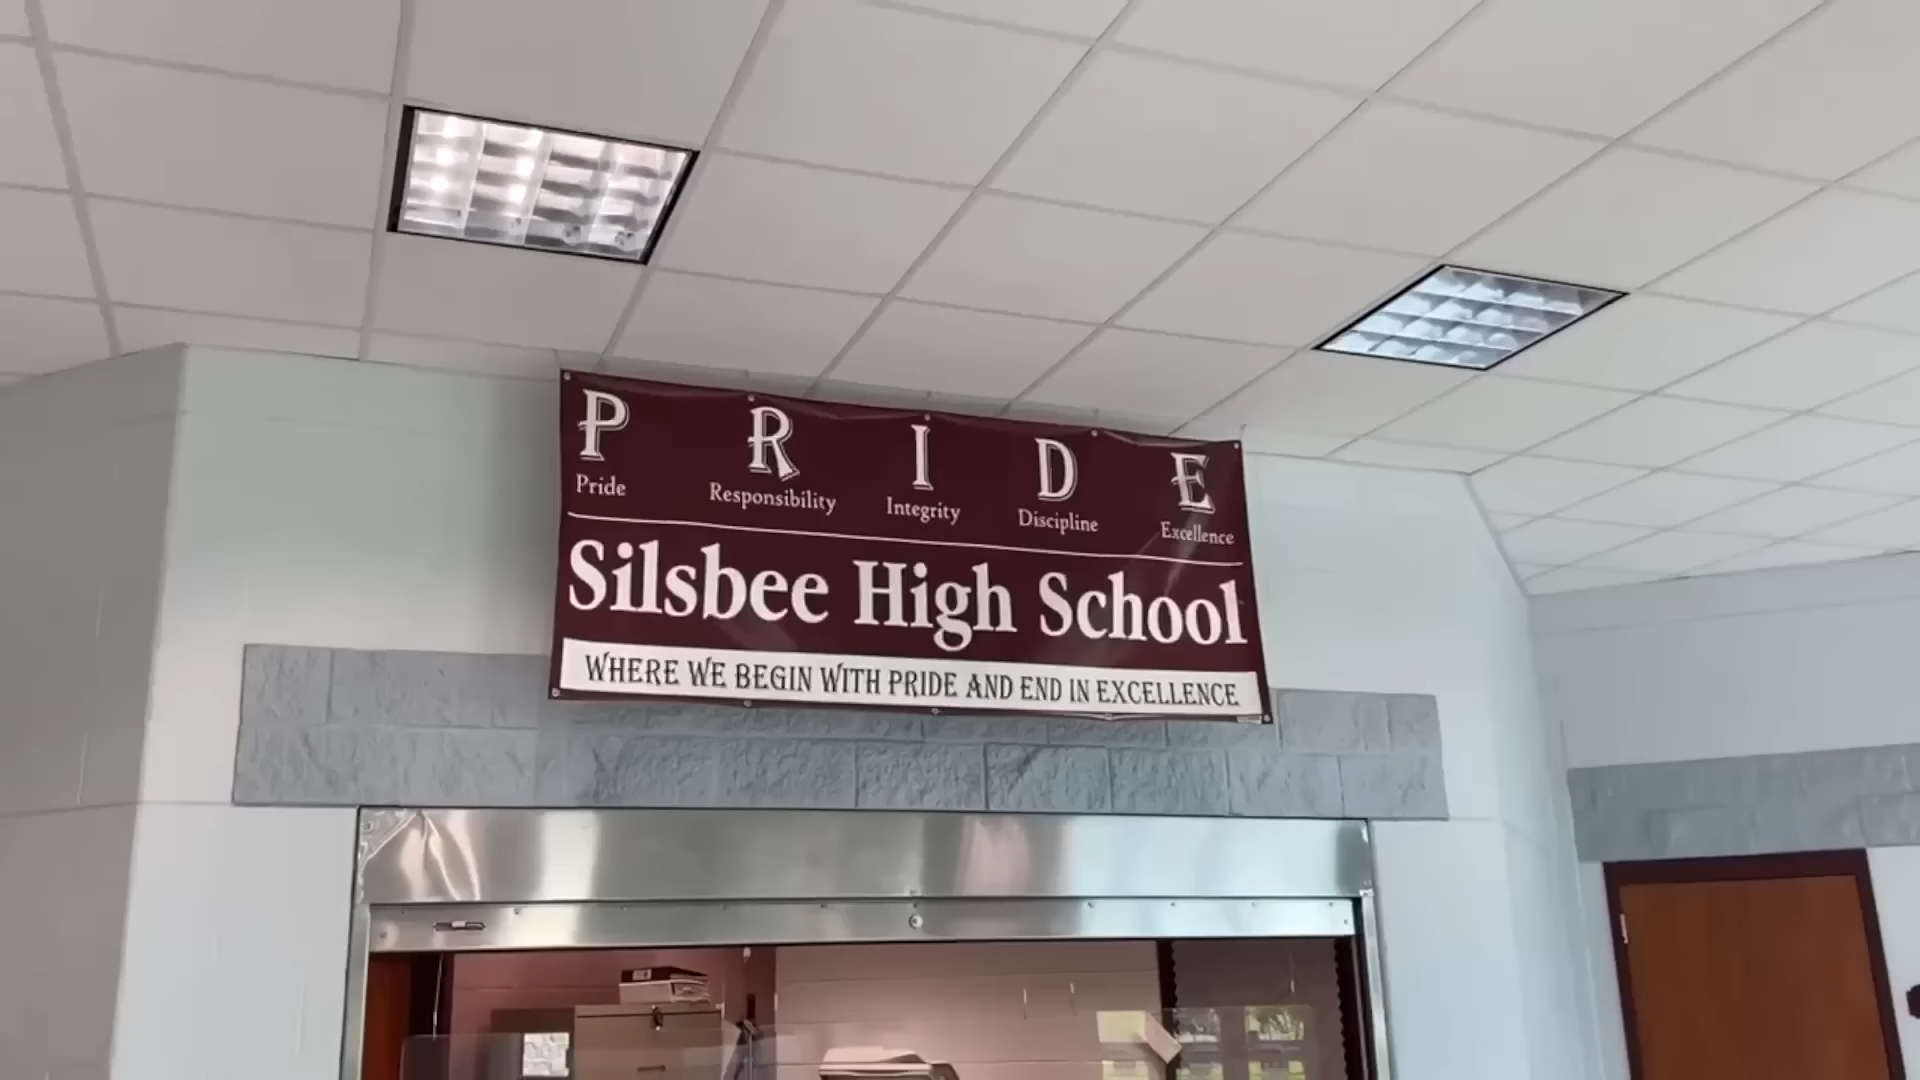 P R I D E
Pride Responsibility Integrity Discipline Excellence
Silsbee High School
WHERE WE BEGIN WITH PRIDE AND END IN EXCELLENCE